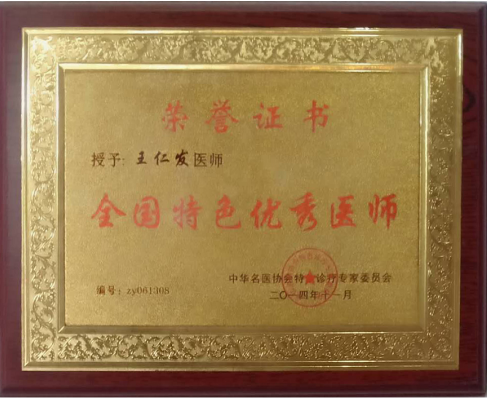 荣誉证书
授予:王仁发医师
全国特色优秀医师
中华名医协会特色诊疗专家委员会
编号:zy061308
二〇一四年十一月